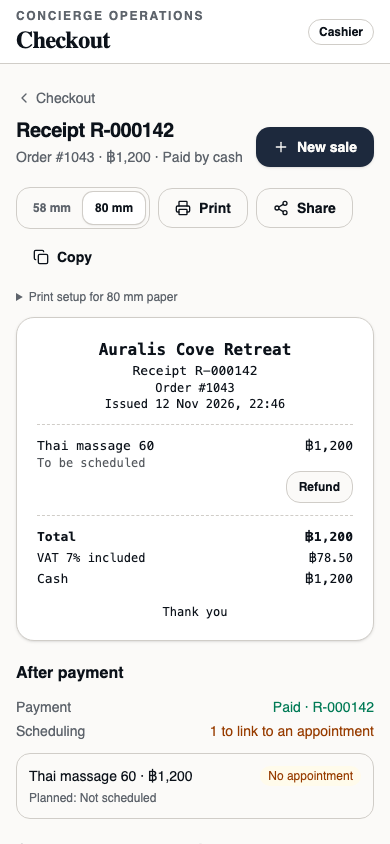 CONCIERGE OPERATIONS
Checkout
Cashier
Checkout
Receipt R-000142
Order #1043 · ฿1,200 · Paid by cash
New sale
58 mm
80 mm
Print
Share
Copy
Print setup for 80 mm paper
Auralis Cove Retreat
Receipt R-000142
Order #1043
Issued 12 Nov 2026, 22:46
Thai massage 60 ฿1,200
To be scheduled
Refund
Total ฿1,200
VAT 7% included ฿78.50
Cash ฿1,200
Thank you
After payment
Payment Paid · R-000142
Scheduling 1 to link to an appointment
Thai massage 60 · ฿1,200 No appointment
Planned: Not scheduled